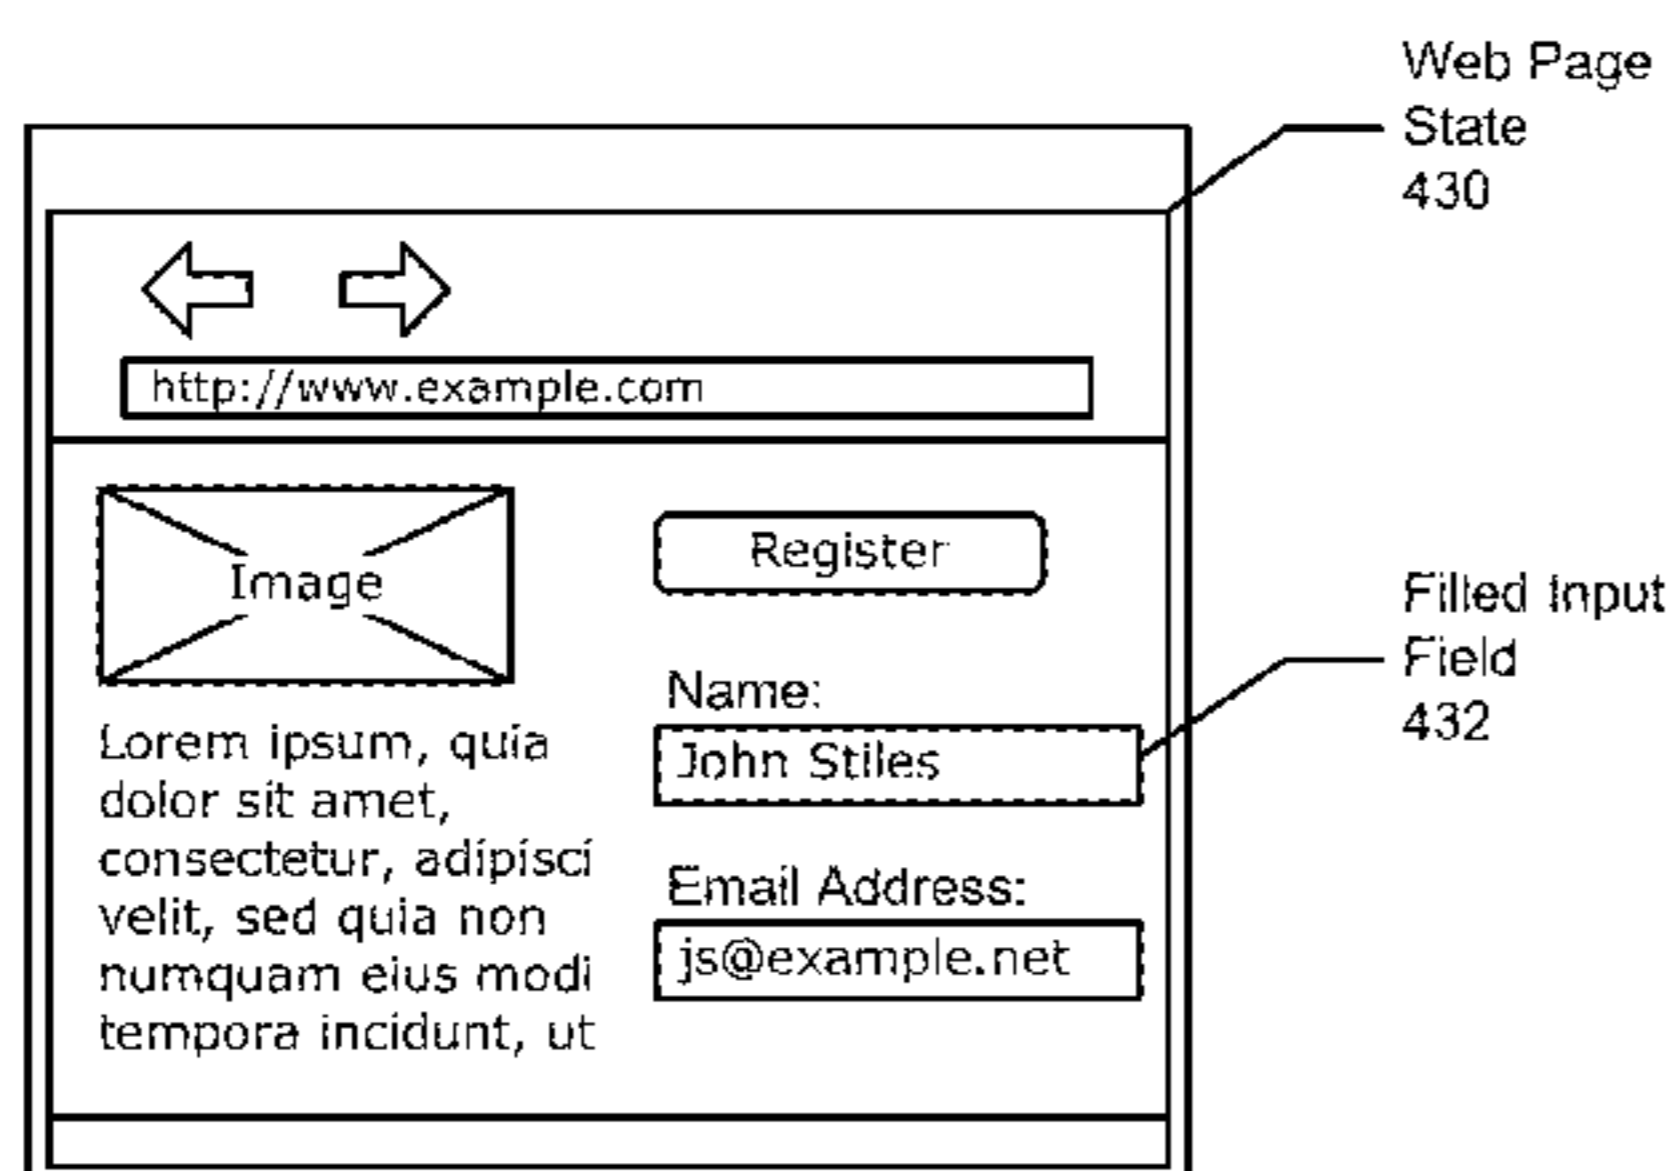 Web Page
State
430
http://www.example.com
Image
Register
Filled Input
Field
432
Name:
John Stiles
Lorem ipsum, quia
dolor sit amet,
consectetur, adipisci
velit, sed quia non
numquam eius modi
tempora incidunt, ut
Email Address:
js@example.net